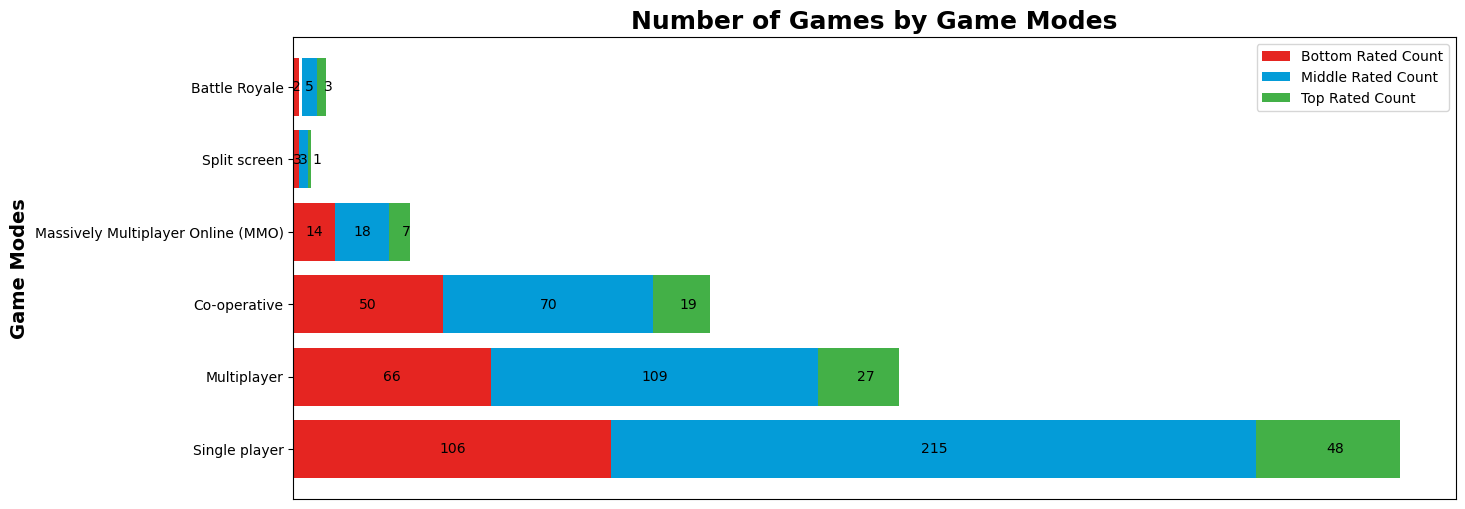 Number of Games by Game Modes
Bottom Rated Count
Middle Rated Count
Top Rated Count
Game Modes
Battle Royale 2 5 3
Split screen 3 3 1
Massively Multiplayer Online (MMO) 14 18 7
Co-operative 50 70 19
Multiplayer 66 109 27
Single player 106 215 48